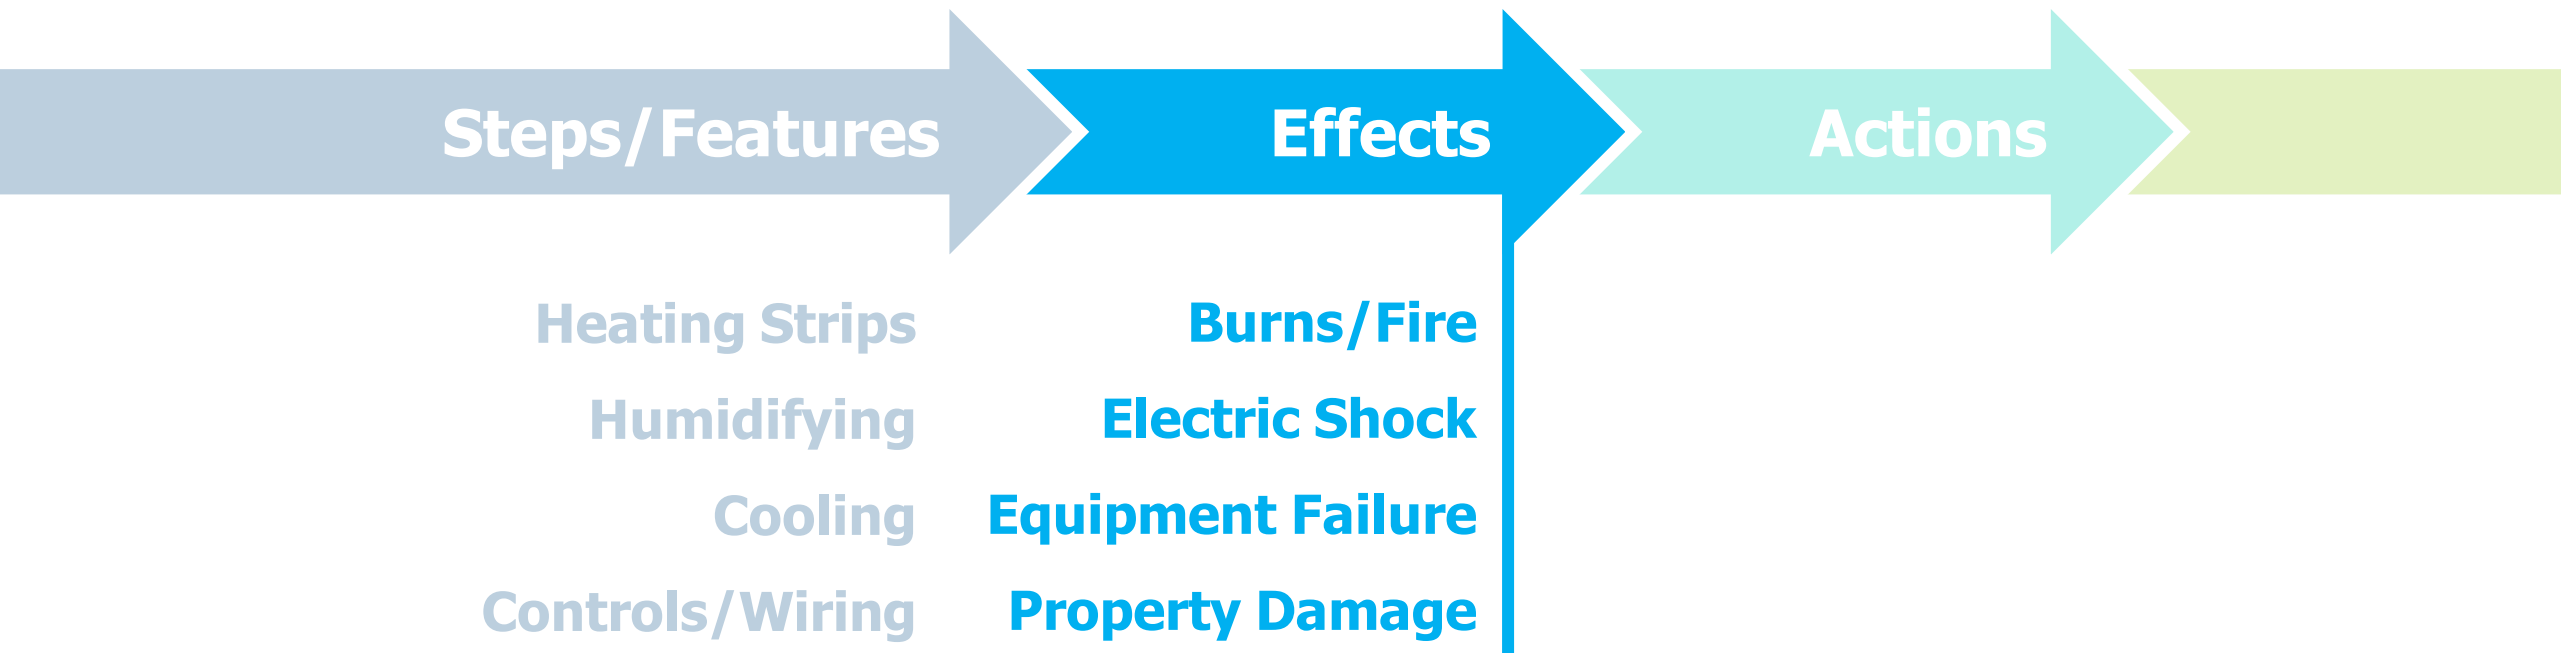 Steps/Features
Effects
Actions
Heating Strips
Humidifying
Cooling
Controls/Wiring
Burns/Fire
Electric Shock
Equipment Failure
Property Damage